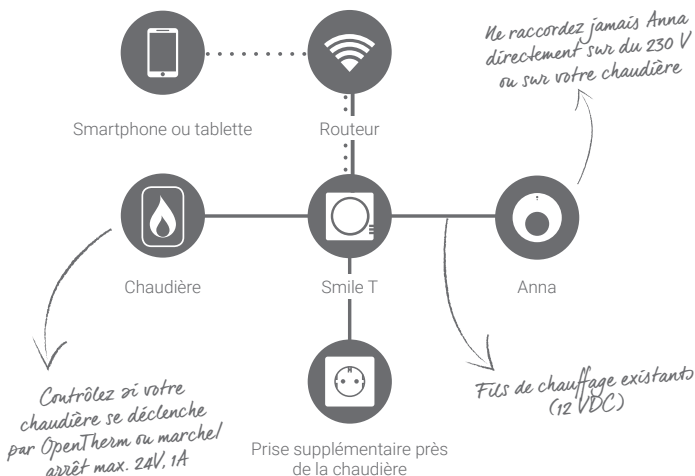 Ne raccordez jamais Anna
directement sur du 230 V
ou sur votre chaudière
Smartphone ou tablette
Routeur
Chaudière
Smile T
Anna
Contrôlez si votre
chaudière se déclenche
par OpenTherm ou marche/
arrêt max. 24V, 1A
Fils de chauffage existants
(12 VDC)
Prise supplémentaire près
de la chaudière